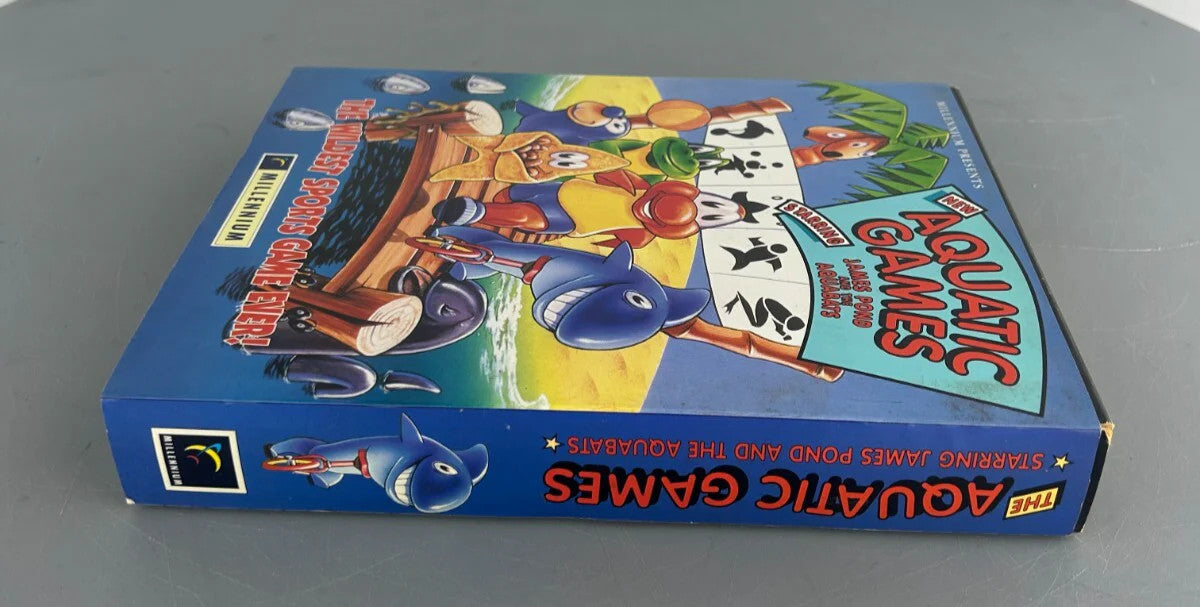 MILLENNIUM PRESENTS
NEW
AQUATIC
GAMES
STARRING
JAMES POND
AND THE
AQUABATS
THE WILDEST SPORTS GAME EVER!
MILLENNIUM
THE
AQUATIC GAMES
STARRING JAMES POND AND THE AQUABATS
MILLENNIUM